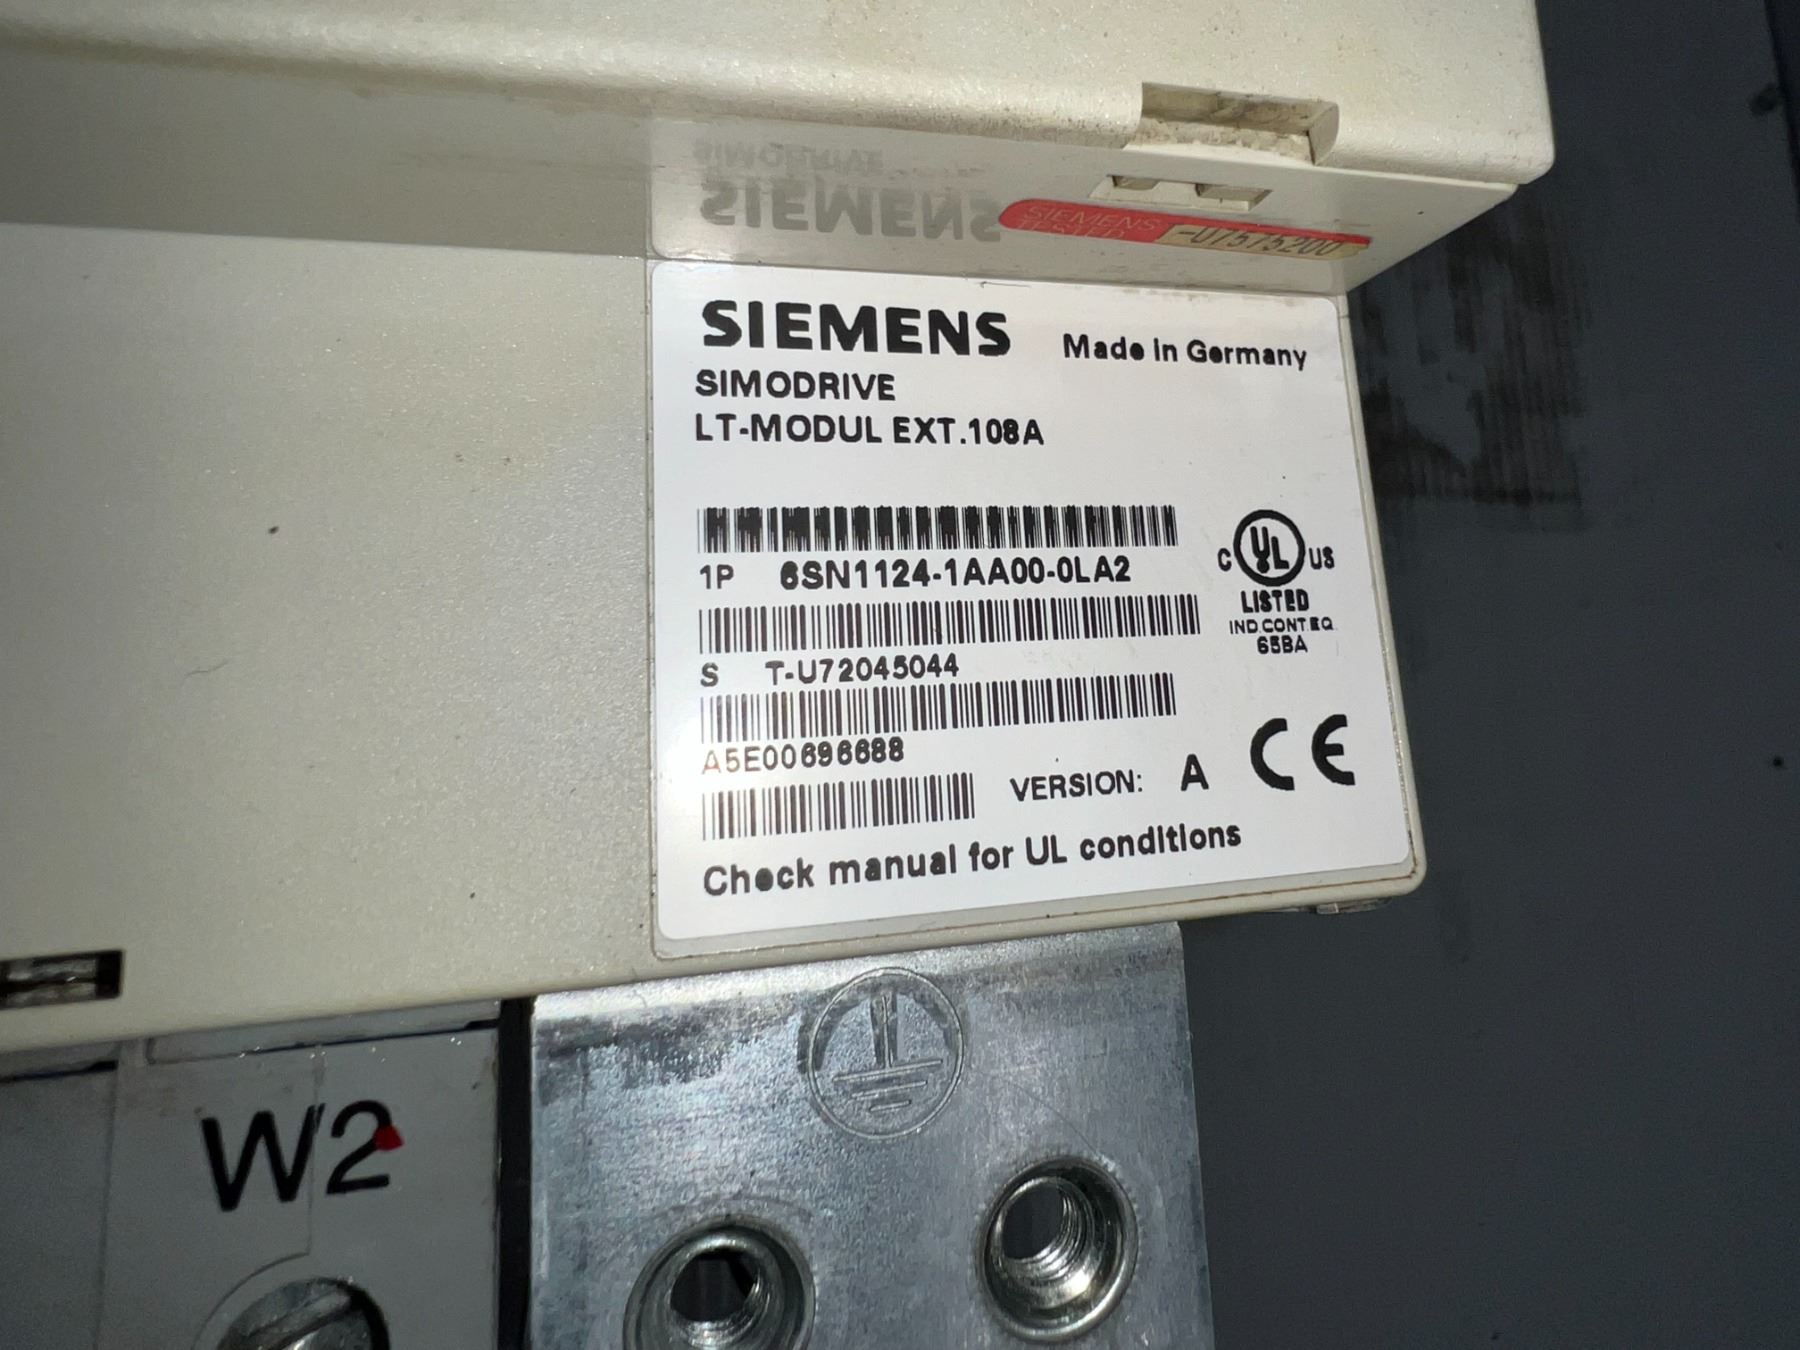 SIEMENS
TESTED
-U7575200
SIEMENS Made in Germany
SIMODRIVE
LT-MODUL EXT.108A
1P 6SN1124-1AA00-0LA2
C UL US
LISTED
IND.CONT.EQ.
65BA
S T-U72045044
A5E00696688
VERSION: A CE
Check manual for UL conditions
W2